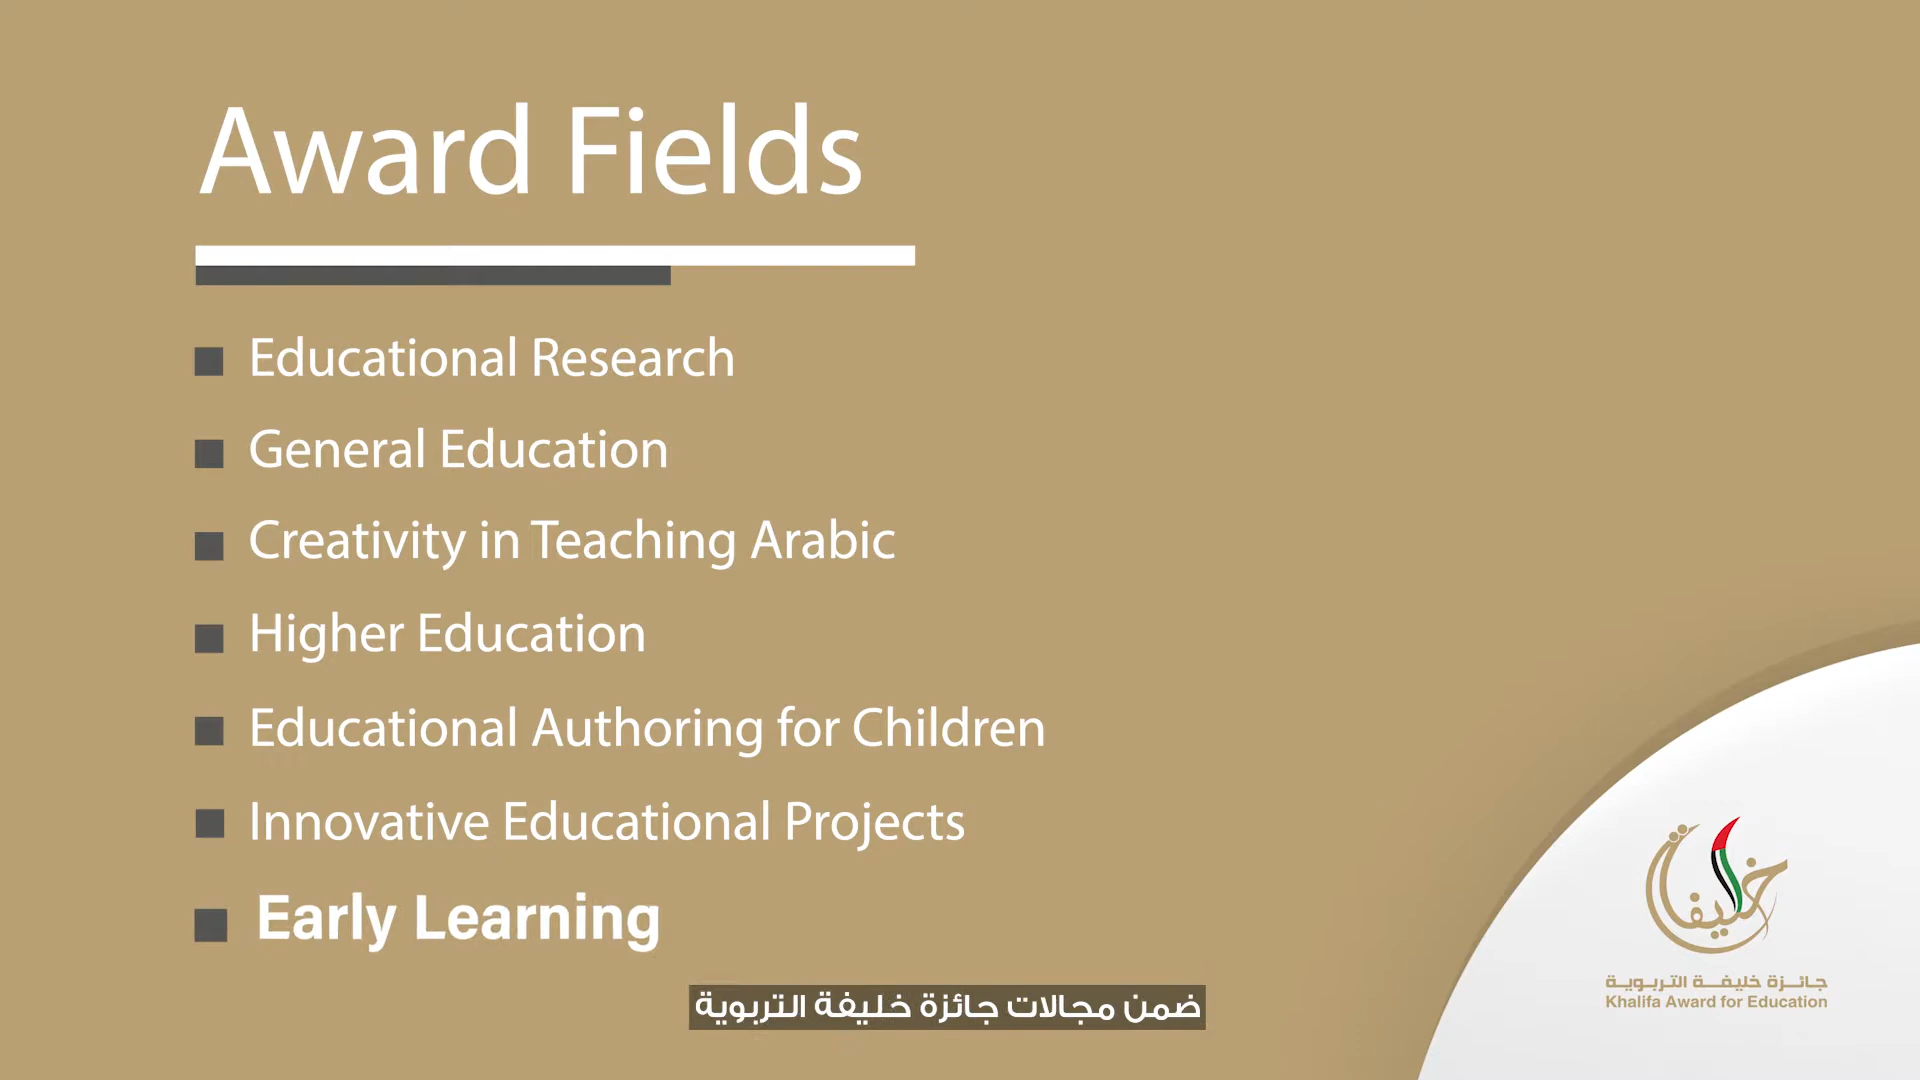 Award Fields
Educational Research
General Education
Creativity in Teaching Arabic
Higher Education
Educational Authoring for Children
Innovative Educational Projects
Early Learning
خليفة
جائزة خليفة التربوية
Khalifa Award for Education
ضمن مجالات جائزة خليفة التربوية